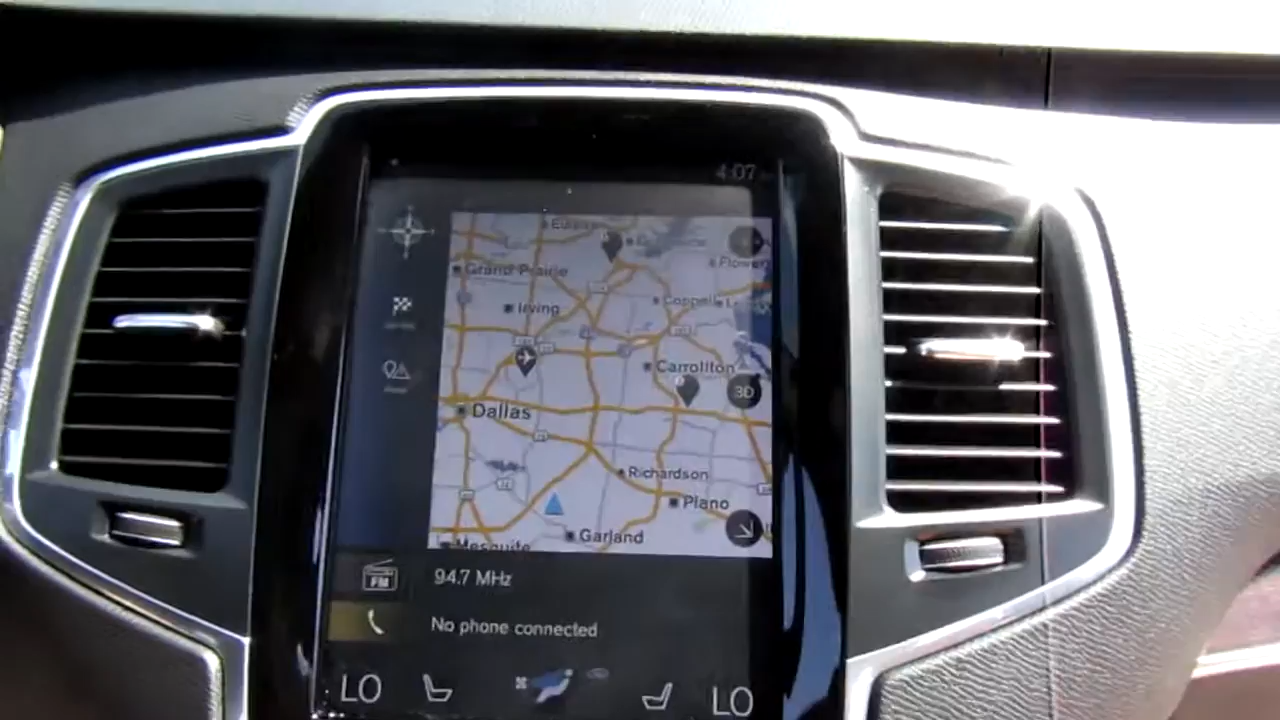 4:07
Grand Prairie
Flower
Irving
Coppell
Carrollton
3D
Dallas
Richardson
Plano
Garland
Mesquite
FM
94.7 MHz
No phone connected
LO
LO